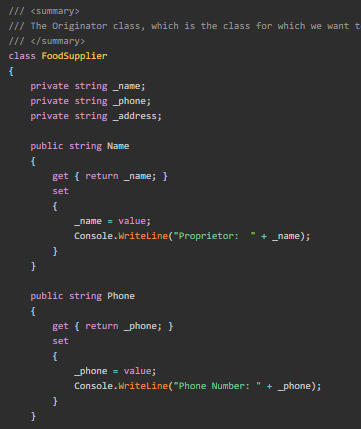 /// <summary>
/// The Originator class, which is the class for which we want t
/// </summary>
class FoodSupplier
{
    private string _name;
    private string _phone;
    private string _address;

    public string Name
    {
        get { return _name; }
        set
        {
            _name = value;
            Console.WriteLine("Proprietor:  " + _name);
        }
    }

    public string Phone
    {
        get { return _phone; }
        set
        {
            _phone = value;
            Console.WriteLine("Phone Number: " + _phone);
        }
    }